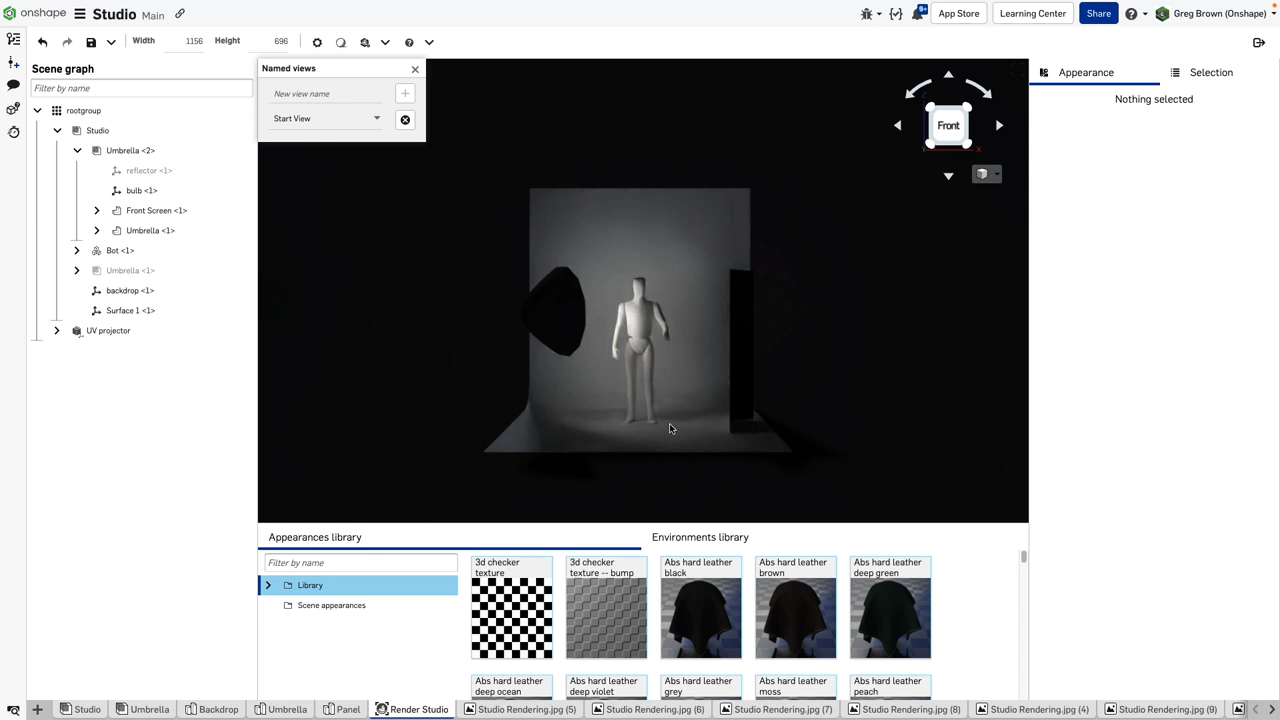 onshape Studio Main 9+ App Store Learning Center Share Greg Brown (Onshape)
Width 1156 Height 696
Scene graph
Filter by name
rootgroup
Studio
Umbrella <2>
reflector <1>
bulb <1>
Front Screen <1>
Umbrella <1>
Bot <1>
Umbrella <1>
backdrop <1>
Surface 1 <1>
UV projector
Named views
New view name
Start View
Front
X
Appearance Selection
Nothing selected
Appearances library Environments library
Filter by name
Library
Scene appearances
3d checker texture
3d checker texture -- bump
Abs hard leather black
Abs hard leather brown
Abs hard leather deep green
Abs hard leather deep ocean
Abs hard leather deep violet
Abs hard leather grey
Abs hard leather moss
Abs hard leather peach
Studio Umbrella Backdrop Umbrella Panel Render Studio Studio Rendering.jpg (5) Studio Rendering.jpg (6) Studio Rendering.jpg (7) Studio Rendering.jpg (8) Studio Rendering.jpg (4) Studio Rendering.jpg (9)